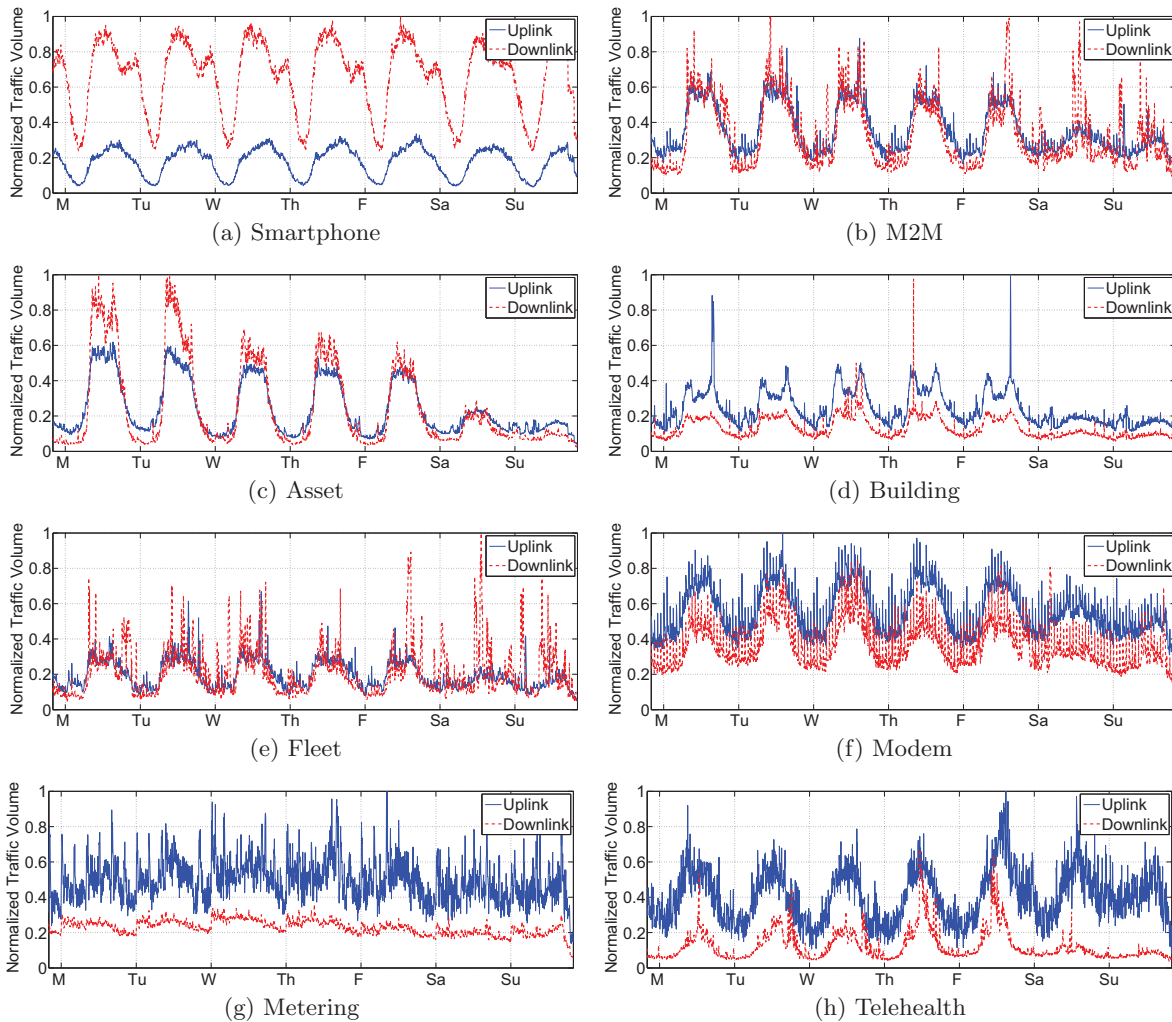 Normalized Traffic Volume
1
0.8
0.6
0.4
0.2
0
M Tu W Th F Sa Su
Uplink
Downlink
(a) Smartphone
Normalized Traffic Volume
1
0.8
0.6
0.4
0.2
0
M Tu W Th F Sa Su
Uplink
Downlink
(b) M2M
Normalized Traffic Volume
1
0.8
0.6
0.4
0.2
0
M Tu W Th F Sa Su
Uplink
Downlink
(c) Asset
Normalized Traffic Volume
1
0.8
0.6
0.4
0.2
0
M Tu W Th F Sa Su
Uplink
Downlink
(d) Building
Normalized Traffic Volume
1
0.8
0.6
0.4
0.2
0
M Tu W Th F Sa Su
Uplink
Downlink
(e) Fleet
Normalized Traffic Volume
1
0.8
0.6
0.4
0.2
0
M Tu W Th F Sa Su
Uplink
Downlink
(f) Modem
Normalized Traffic Volume
1
0.8
0.6
0.4
0.2
0
M Tu W Th F Sa Su
Uplink
Downlink
(g) Metering
Normalized Traffic Volume
1
0.8
0.6
0.4
0.2
0
M Tu W Th F Sa Su
Uplink
Downlink
(h) Telehealth